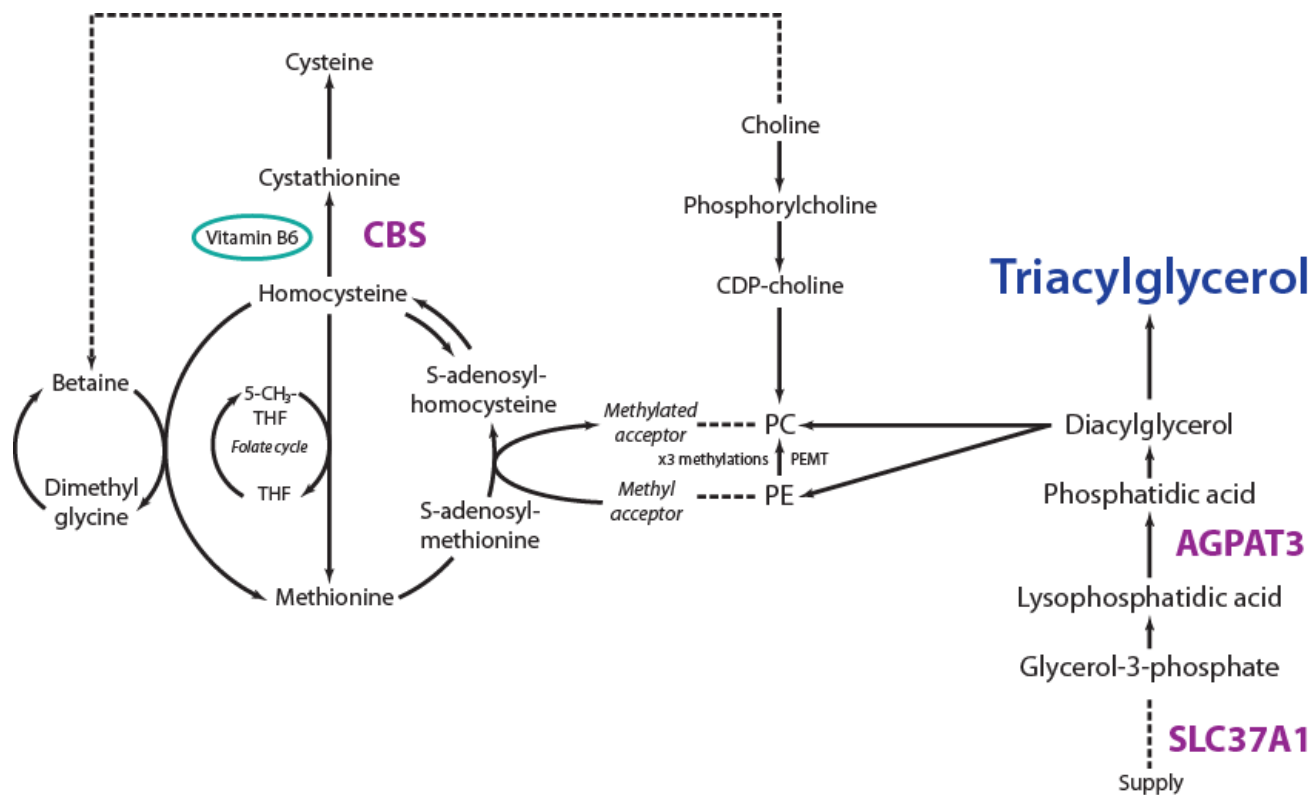 Cysteine
Choline
Cystathionine
Phosphorylcholine
Vitamin B6
CBS
CDP-choline
Triacylglycerol
Homocysteine
Betaine
5-CH₃-
THF
Folate cycle
THF
Dimethyl
glycine
S-adenosyl-
homocysteine
S-adenosyl-
methionine
Methionine
Methylated
acceptor
PC
x3 methylations
PEMT
Methyl
acceptor
PE
Diacylglycerol
Phosphatidic acid
AGPAT3
Lysophosphatidic acid
Glycerol-3-phosphate
SLC37A1
Supply